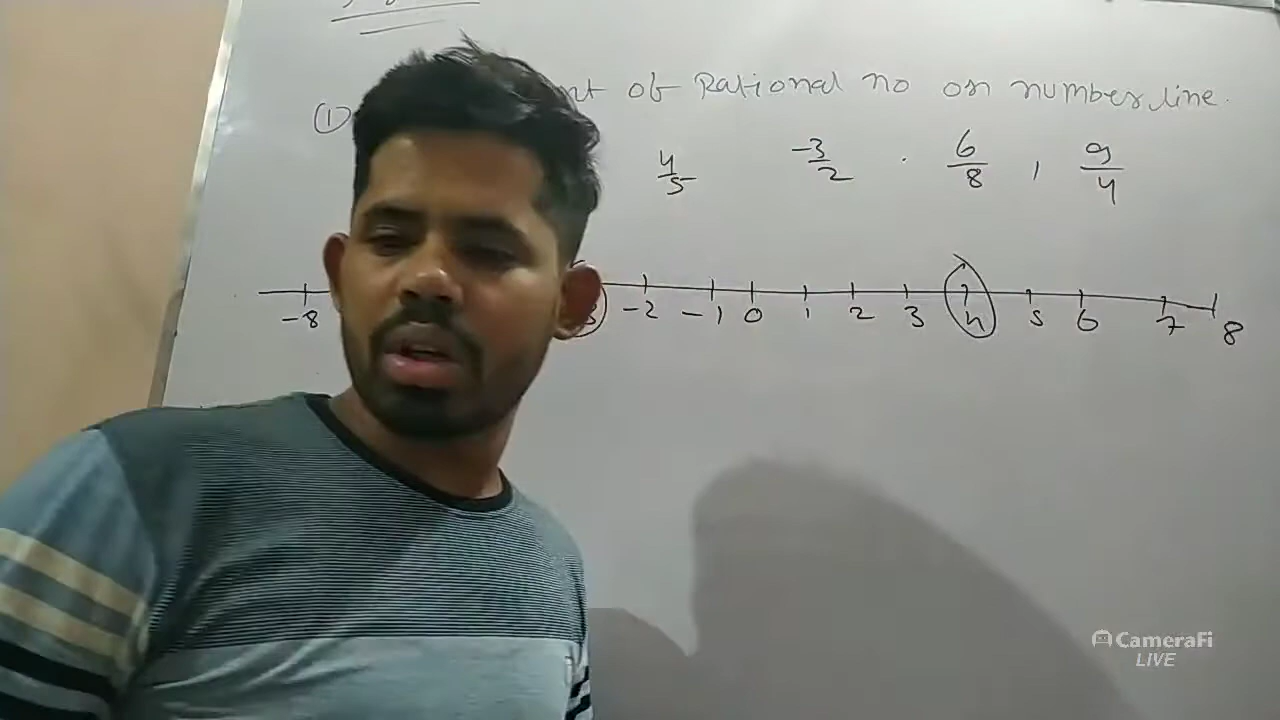 ① nt of Rational no on number line.
4/5 -3/2 . 6/8 , 9/4
-8 -2 -1 0 1 2 3 4 5 6 7 8
CameraFi
LIVE